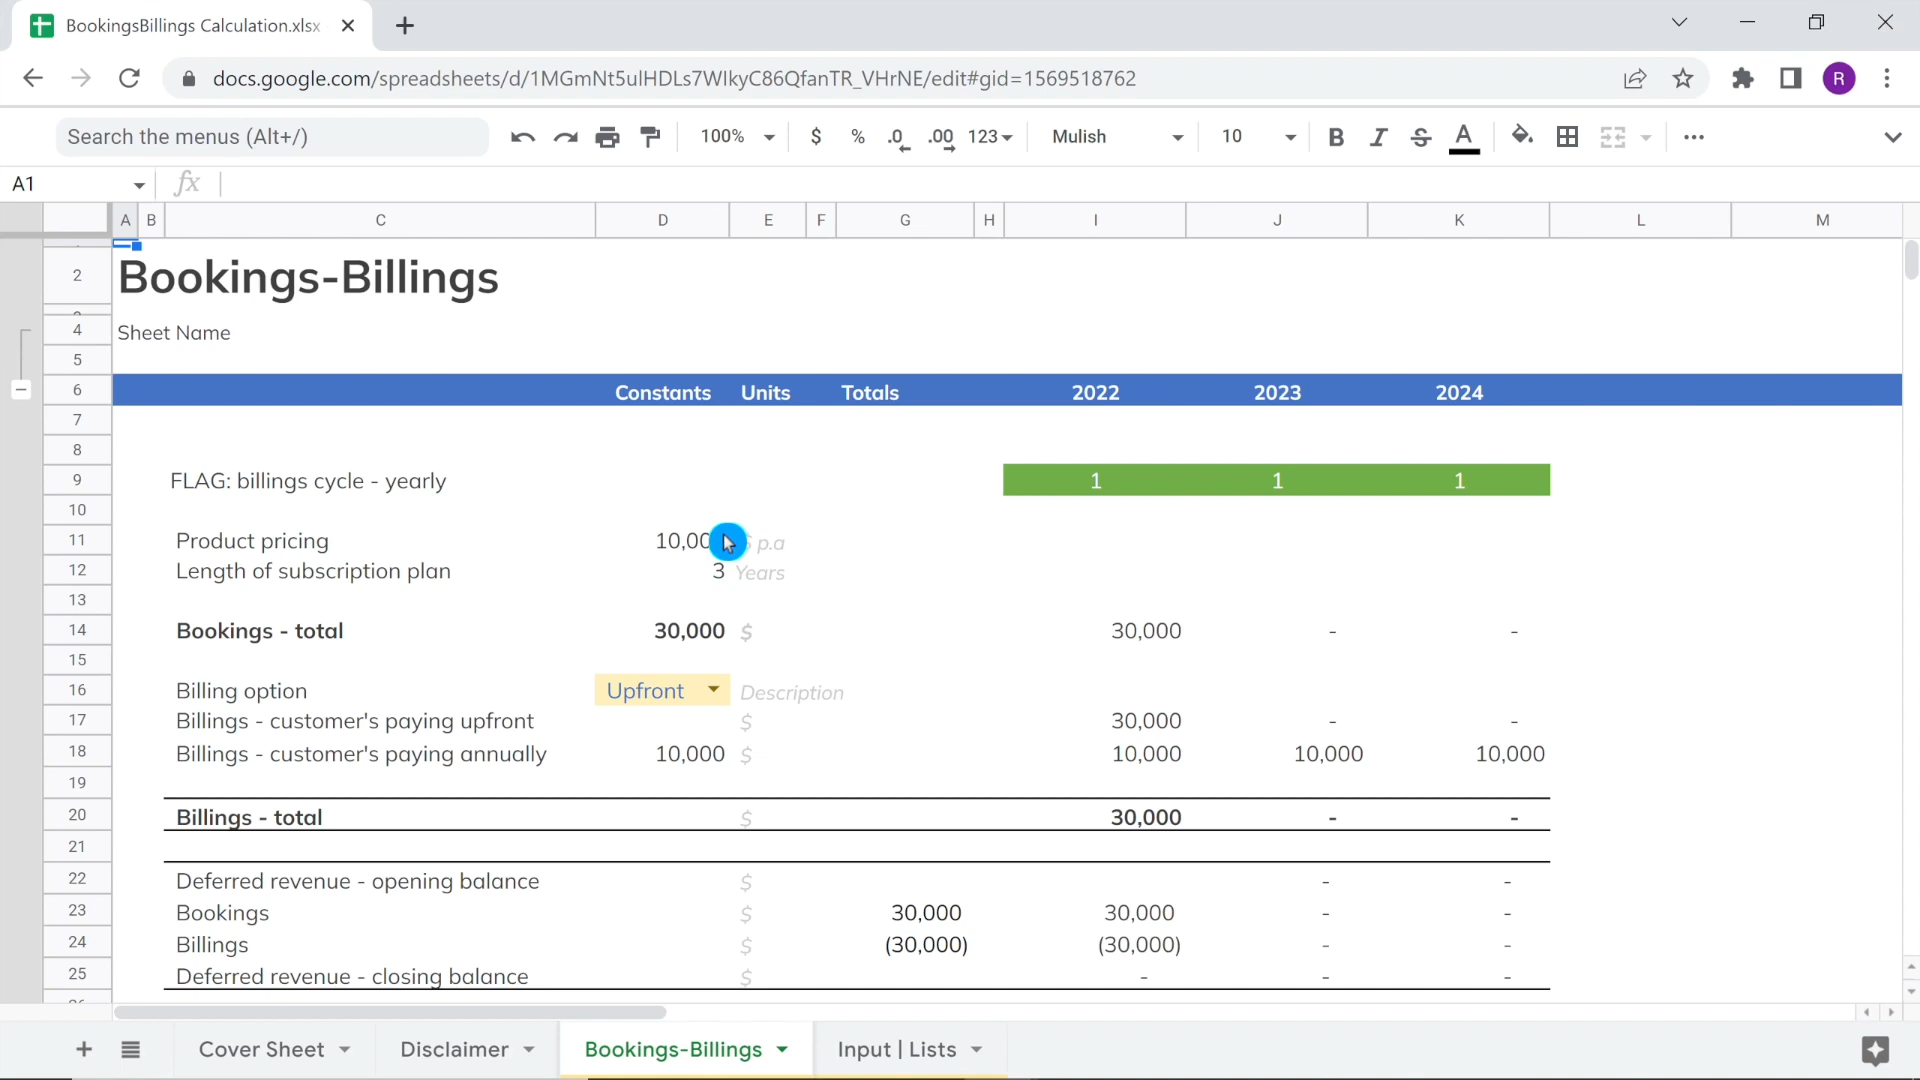 BookingsBillings Calculation.xlsx
docs.google.com/spreadsheets/d/1MGmNt5ulHDLs7WIkyC86QfanTR_VHrNE/edit#gid=1569518762
R
Search the menus (Alt+/)
100%
$ % .0 .00 123
Mulish
10
B I S A
A1
fx
A B C D E F G H I J K L M
2 Bookings-Billings
4 Sheet Name
5
6 Constants Units Totals 2022 2023 2024
7
8
9 FLAG: billings cycle - yearly 1 1 1
10
11 Product pricing p.a
12 Length of subscription plan 3 Years
13
14 Bookings - total 30,000 $ 30,000 - -
15
16 Billing option Upfront Description
17 Billings - customer's paying upfront $ 30,000 - -
18 Billings - customer's paying annually 10,000 $ 10,000 10,000 10,000
19
20 Billings - total $ 30,000 - -
21
22 Deferred revenue - opening balance $ - -
23 Bookings $ 30,000 30,000 - -
24 Billings $ (30,000) (30,000) - -
25 Deferred revenue - closing balance $ - - -
Cover Sheet Disclaimer Bookings-Billings Input | Lists